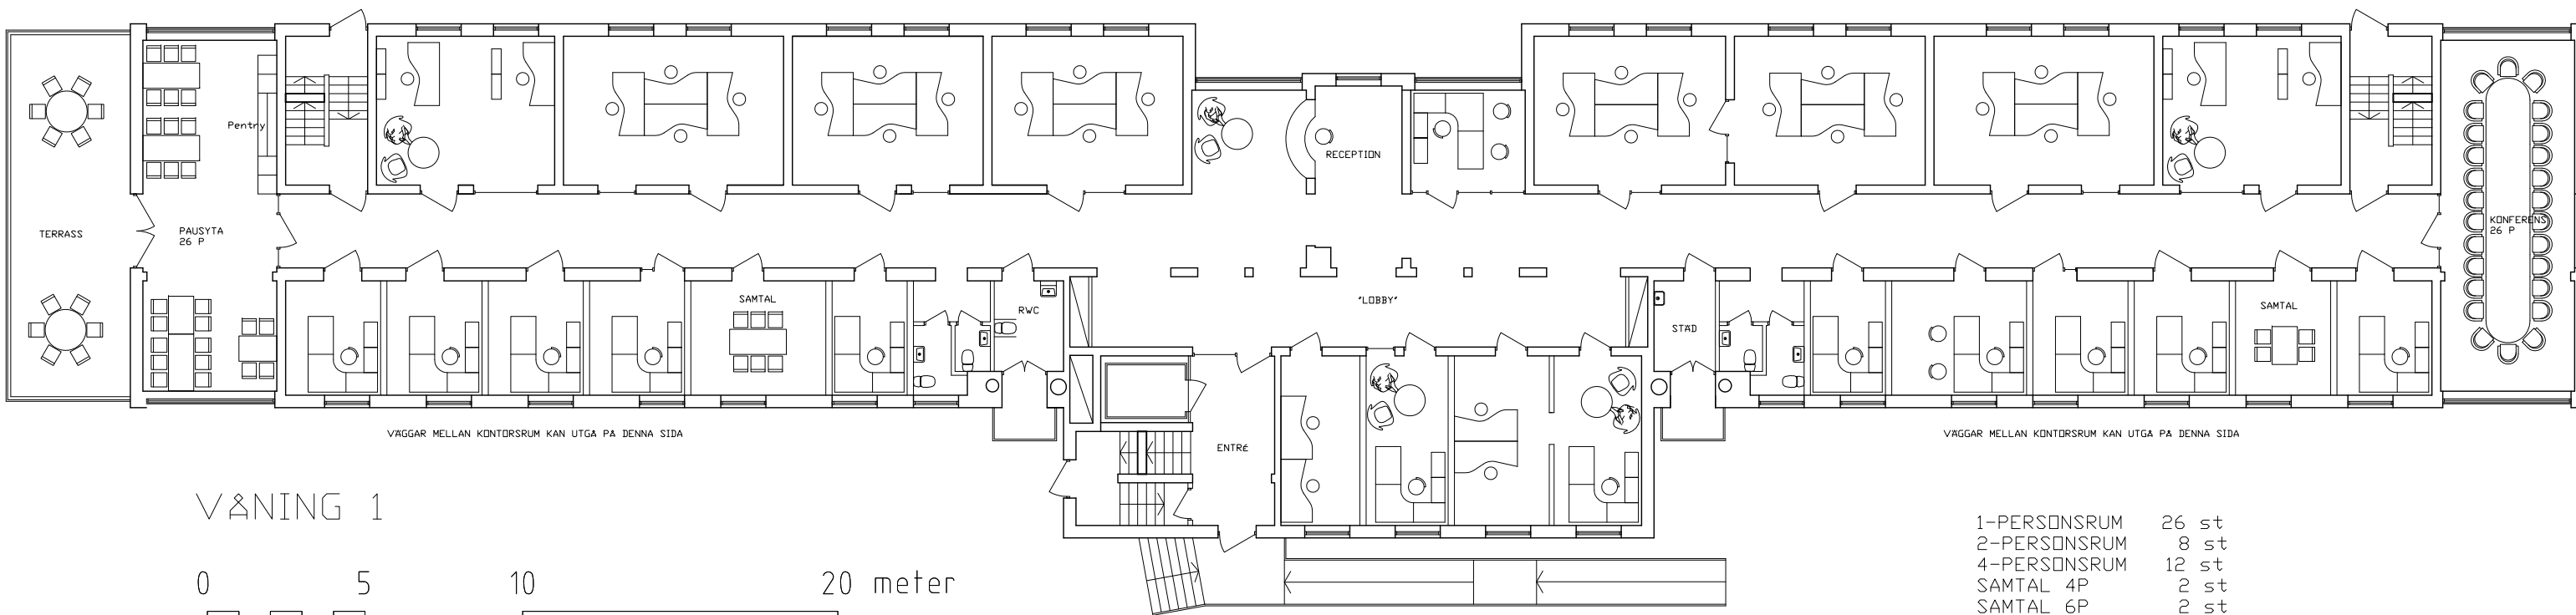 Pentry
RECEPTION
TERRASS
PAUSYTA
26 P
KONFERENS
26 P
SAMTAL
RWC
"LOBBY"
STÄD
SAMTAL
VÄGGAR MELLAN KONTORSRUM KAN UTGÅ PÅ DENNA SIDA
VÄGGAR MELLAN KONTORSRUM KAN UTGÅ PÅ DENNA SIDA
ENTRÉ
VÅNING 1
1-PERSONSRUM 26 st
2-PERSONSRUM 8 st
4-PERSONSRUM 12 st
SAMTAL 4P 2 st
SAMTAL 6P 2 st
0 5 10 20 meter